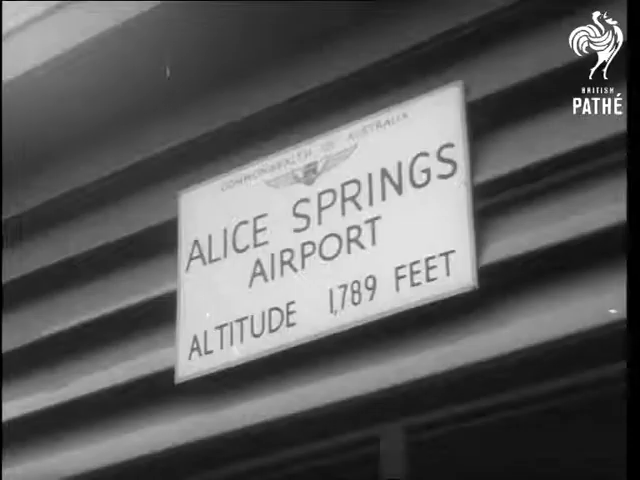 BRITISH
PATHÉ
COMMONWEALTH OF AUSTRALIA
ALICE SPRINGS
AIRPORT
ALTITUDE 1,789 FEET